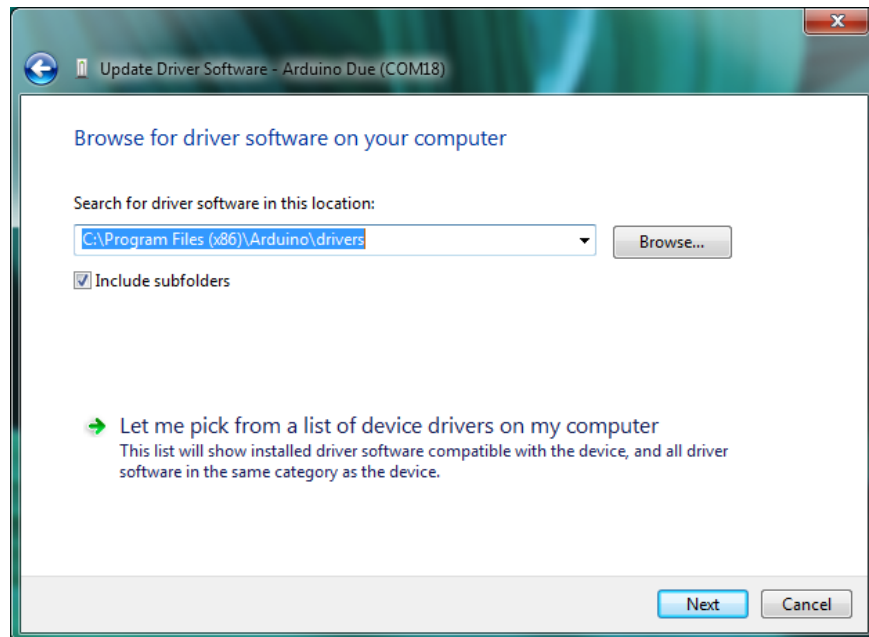 Update Driver Software - Arduino Due (COM18)
Browse for driver software on your computer
Search for driver software in this location:
C:\Program Files (x86)\Arduino\drivers
Browse...
Include subfolders
Let me pick from a list of device drivers on my computer
This list will show installed driver software compatible with the device, and all driver
software in the same category as the device.
Next
Cancel